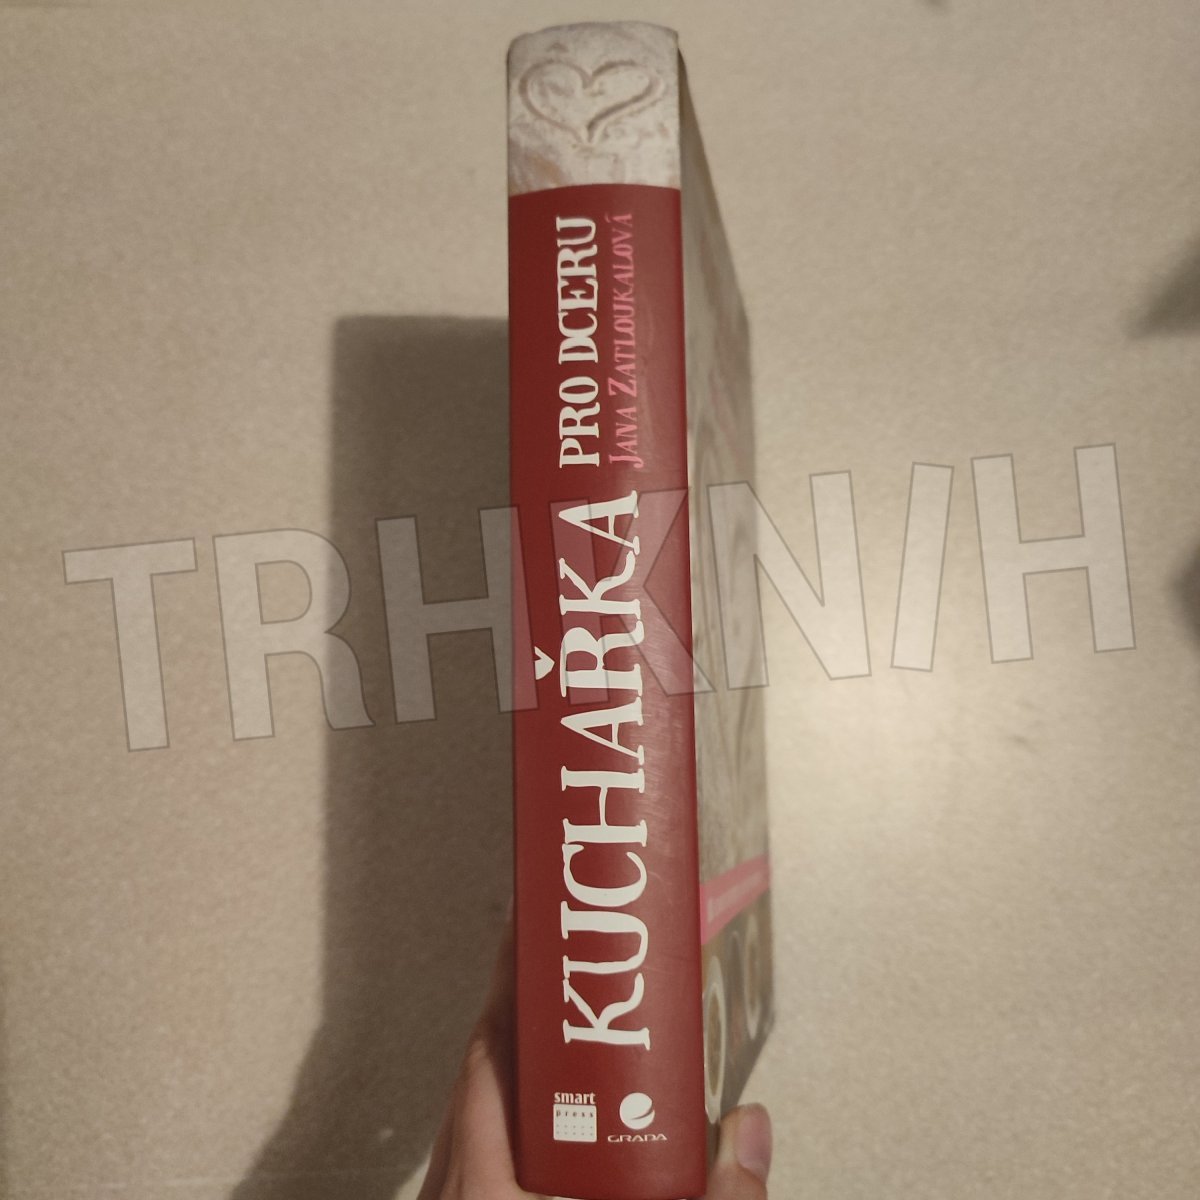 KUCHAŘKA PRO DCERU
JANA ZATLOUKALOVÁ
smart
press
GRADA
TRHKNIH